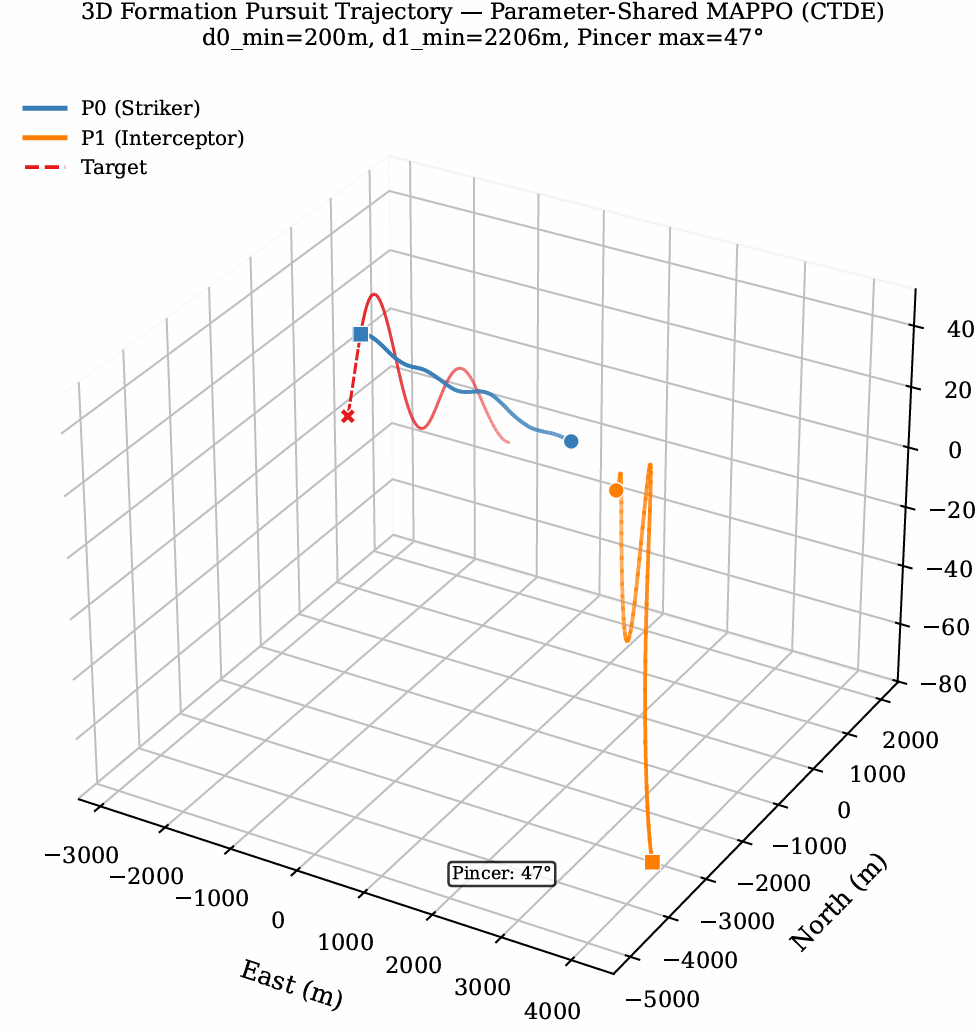 3D Formation Pursuit Trajectory — Parameter-Shared MAPPO (CTDE)
d0_min=200m, d1_min=2206m, Pincer max=47°
P0 (Striker)
P1 (Interceptor)
Target
40
20
0
−20
−40
−60
−80
2000
1000
0
−1000
−2000
−3000
−4000
−5000
North (m)
−3000
−2000
−1000
0
1000
2000
3000
4000
East (m)
Pincer: 47°